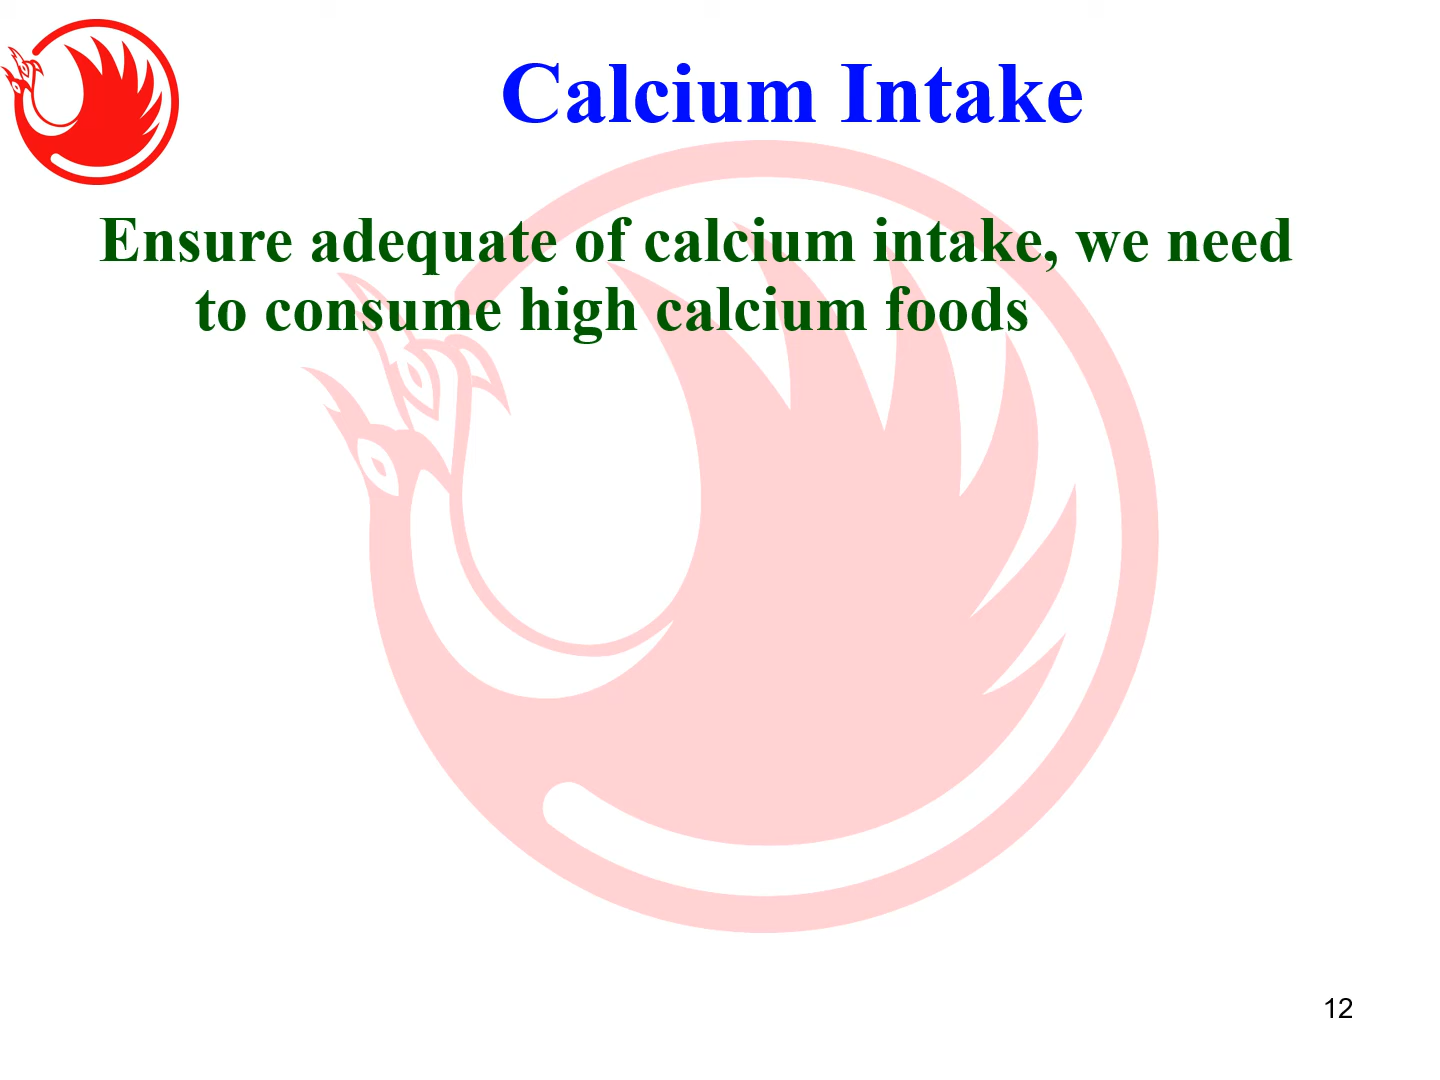 Calcium Intake
Ensure adequate of calcium intake, we need
to consume high calcium foods
12